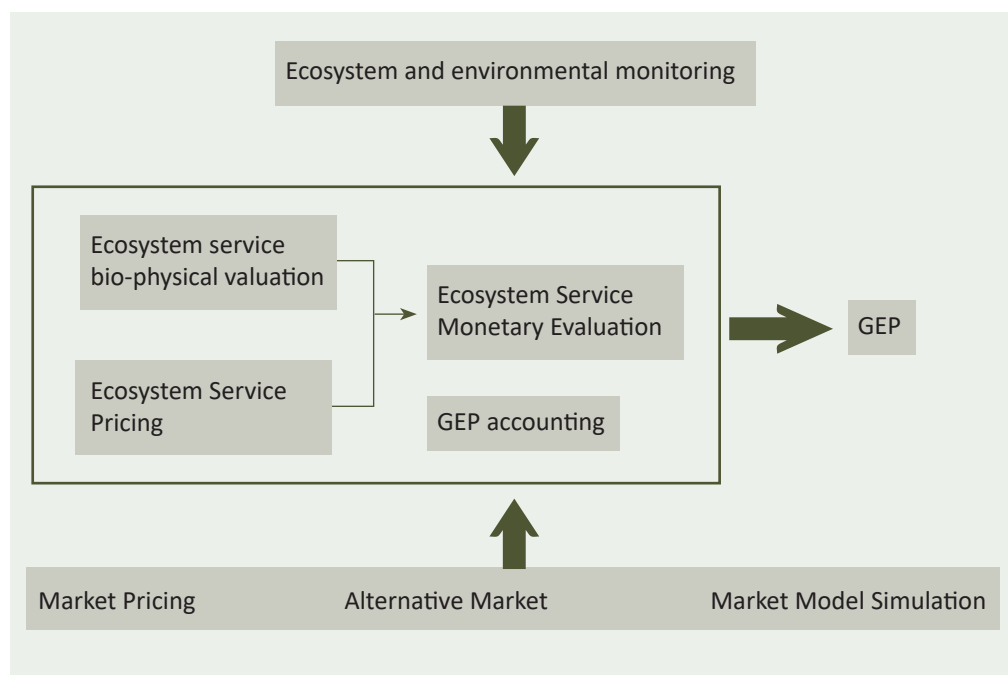 Ecosystem and environmental monitoring
Ecosystem service
bio-physical valuation
Ecosystem Service
Pricing
Ecosystem Service
Monetary Evaluation
GEP accounting
GEP
Market Pricing
Alternative Market
Market Model Simulation